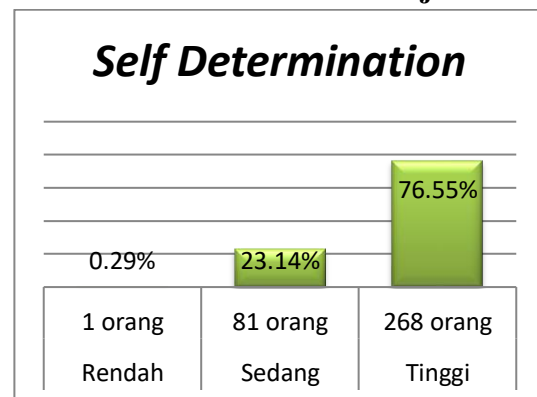 Self Determination
76.55%
0.29% 23.14%
1 orang 81 orang 268 orang
Rendah Sedang Tinggi